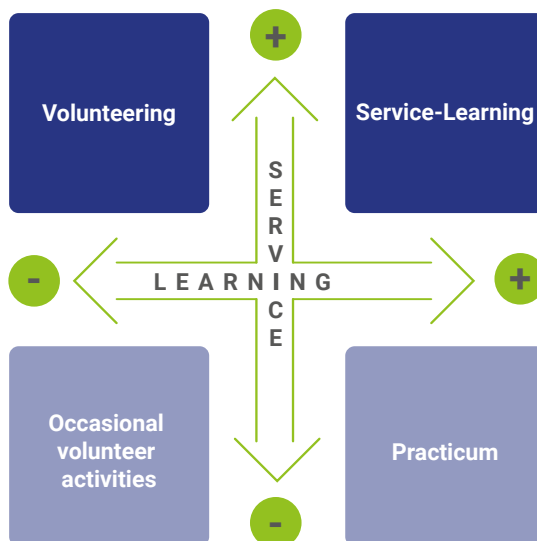 +
Volunteering
Service-Learning
SERVICE
-
LEARNING
+
Occasional
volunteer
activities
Practicum
-